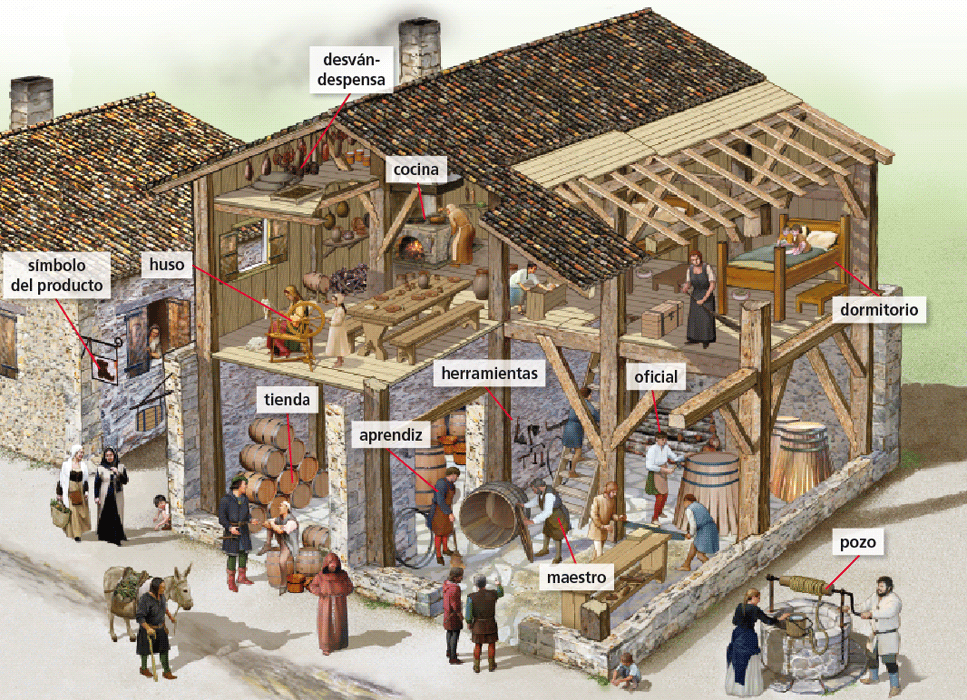 desván-
despensa
cocina
símbolo
del producto
huso
dormitorio
herramientas
oficial
tienda
aprendiz
pozo
maestro